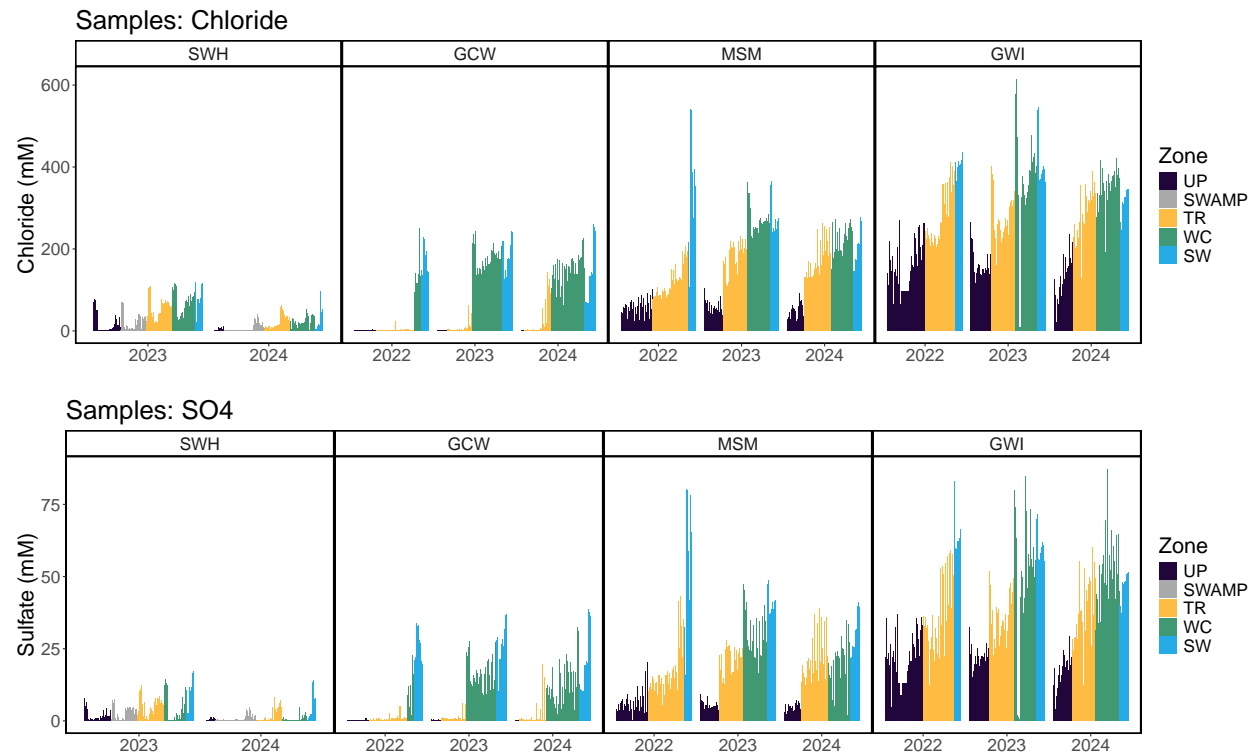 Samples: Chloride
SWH GCW MSM GWI
Chloride (mM)
600
400
200
0
2023 2024 2022 2023 2024 2022 2023 2024 2022 2023 2024
Zone
UP
SWAMP
TR
WC
SW
Samples: SO4
SWH GCW MSM GWI
Sulfate (mM)
75
50
25
0
2023 2024 2022 2023 2024 2022 2023 2024 2022 2023 2024
Zone
UP
SWAMP
TR
WC
SW